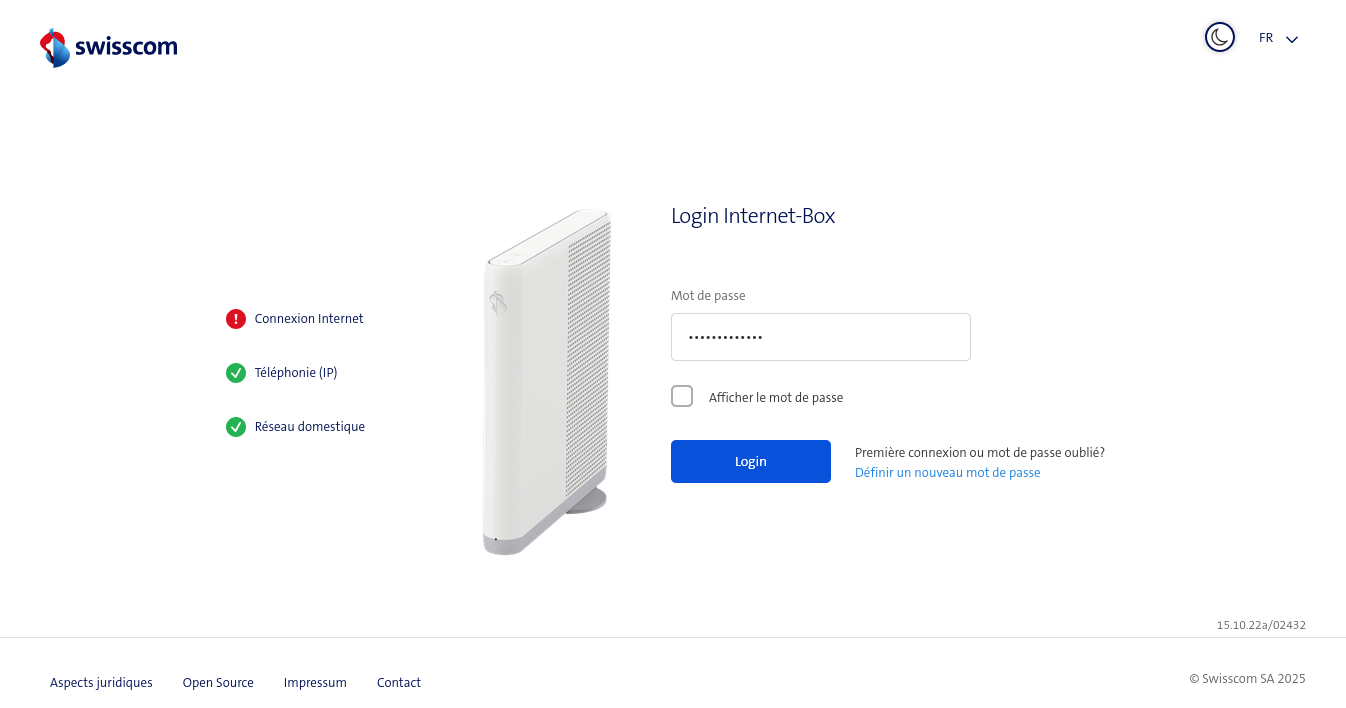 swisscom
FR
Login Internet-Box
Mot de passe
•••••••••••••
Afficher le mot de passe
Connexion Internet
Téléphonie (IP)
Réseau domestique
Login
Première connexion ou mot de passe oublié?
Définir un nouveau mot de passe
15.10.22a/02432
Aspects juridiques
Open Source
Impressum
Contact
© Swisscom SA 2025